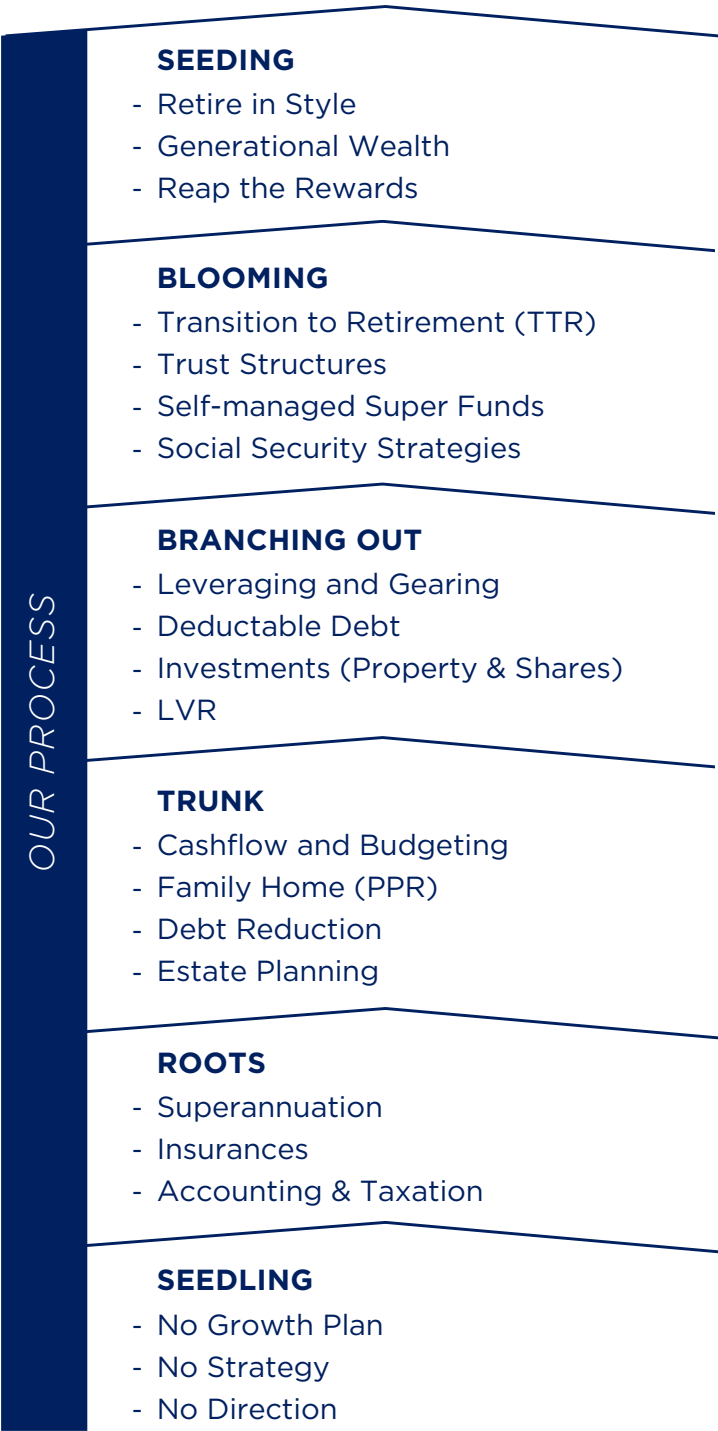 OUR PROCESS
SEEDING
- Retire in Style
- Generational Wealth
- Reap the Rewards
BLOOMING
- Transition to Retirement (TTR)
- Trust Structures
- Self-managed Super Funds
- Social Security Strategies
BRANCHING OUT
- Leveraging and Gearing
- Deductable Debt
- Investments (Property & Shares)
- LVR
TRUNK
- Cashflow and Budgeting
- Family Home (PPR)
- Debt Reduction
- Estate Planning
ROOTS
- Superannuation
- Insurances
- Accounting & Taxation
SEEDLING
- No Growth Plan
- No Strategy
- No Direction